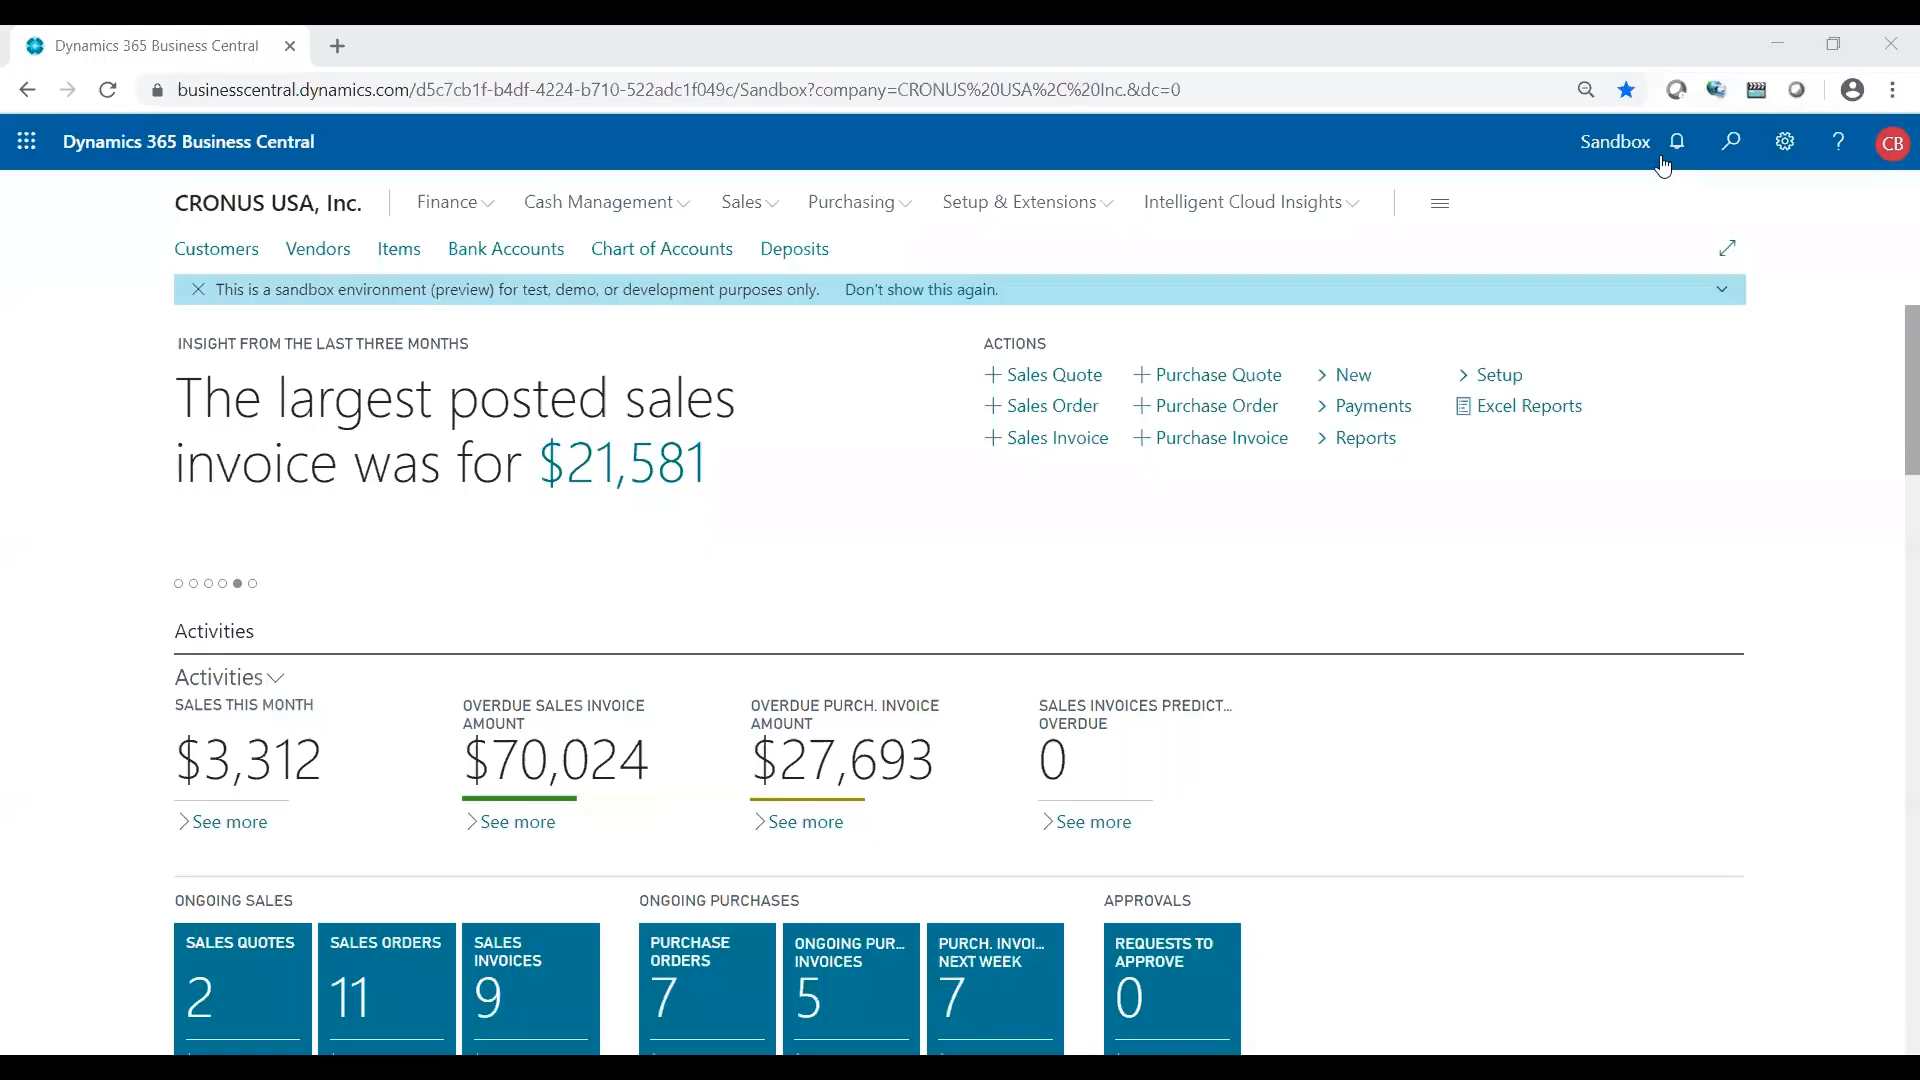 Dynamics 365 Business Central
businesscentral.dynamics.com/d5c7cb1f-b4df-4224-b710-522adc1f049c/Sandbox?company=CRONUS%20USA%2C%20Inc.&dc=0
Dynamics 365 Business Central
Sandbox
?
CB
CRONUS USA, Inc.
Finance
Cash Management
Sales
Purchasing
Setup & Extensions
Intelligent Cloud Insights
Customers
Vendors
Items
Bank Accounts
Chart of Accounts
Deposits
This is a sandbox environment (preview) for test, demo, or development purposes only. Don't show this again.
INSIGHT FROM THE LAST THREE MONTHS
The largest posted sales
invoice was for $21,581
ACTIONS
Sales Quote
Purchase Quote
New
Setup
Sales Order
Purchase Order
Payments
Excel Reports
Sales Invoice
Purchase Invoice
Reports
Activities
Activities
SALES THIS MONTH
$3,312
See more
OVERDUE SALES INVOICE
AMOUNT
$70,024
See more
OVERDUE PURCH. INVOICE
AMOUNT
$27,693
See more
SALES INVOICES PREDICT...
OVERDUE
0
See more
ONGOING SALES
SALES QUOTES
2
SALES ORDERS
11
SALES
INVOICES
9
ONGOING PURCHASES
PURCHASE
ORDERS
7
ONGOING PUR...
INVOICES
5
PURCH. INVOI...
NEXT WEEK
7
APPROVALS
REQUESTS TO
APPROVE
0